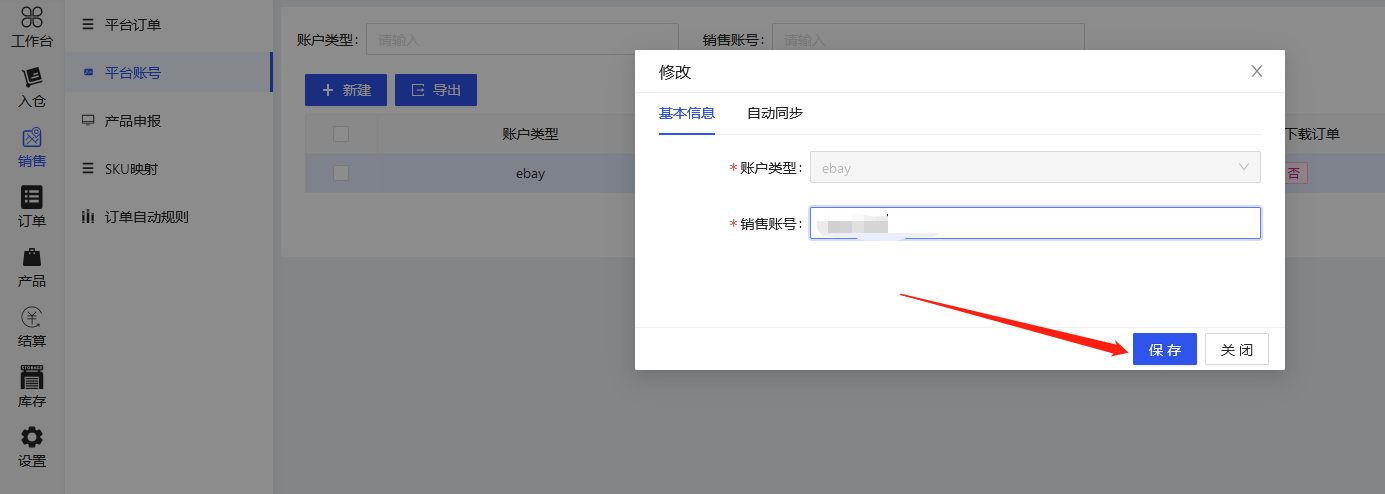 工作台
入仓
销售
订单
产品
结算
STORAGE
库存
设置
平台订单
平台账号
产品申报
SKU映射
订单自动规则
账户类型: 请输入 销售账号: 请输入
+ 新建 导出
账户类型 下载订单
ebay 否
修改
基本信息 自动同步
* 账户类型: ebay
* 销售账号:
保存 关闭